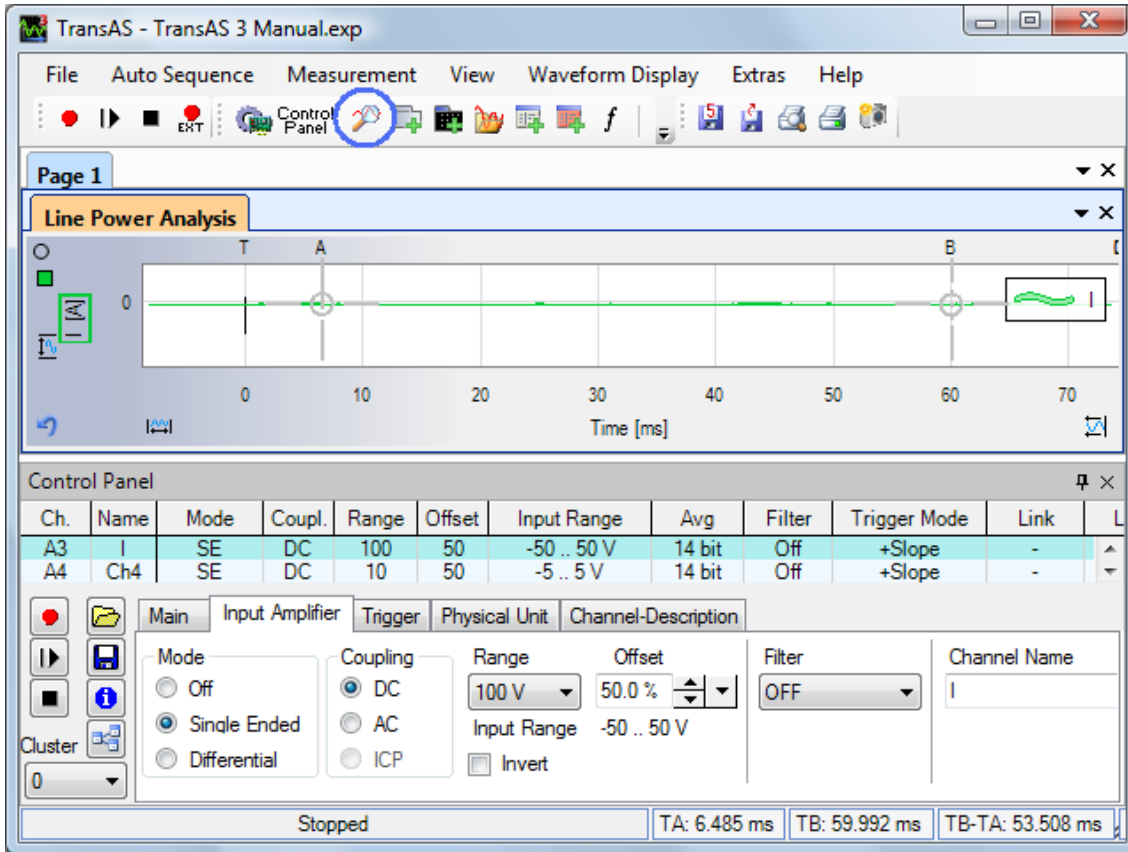 TransAS - TransAS 3 Manual.exp
File Auto Sequence Measurement View Waveform Display Extras Help
EXT Control Panel f 5
Page 1
Line Power Analysis
T A B
I [A] 0 I
0 10 20 30 40 50 60 70
Time [ms]
Control Panel
Ch. Name Mode Coupl. Range Offset Input Range Avg Filter Trigger Mode Link L
A3 I SE DC 100 50 -50 .. 50 V 14 bit Off +Slope -
A4 Ch4 SE DC 10 50 -5 .. 5 V 14 bit Off +Slope -
Main Input Amplifier Trigger Physical Unit Channel-Description
Mode Coupling Range Offset Filter Channel Name
Off DC 100 V 50.0 % OFF I
Single Ended AC Input Range -50 .. 50 V
Differential ICP Invert
Cluster
0
Stopped TA: 6.485 ms TB: 59.992 ms TB-TA: 53.508 ms